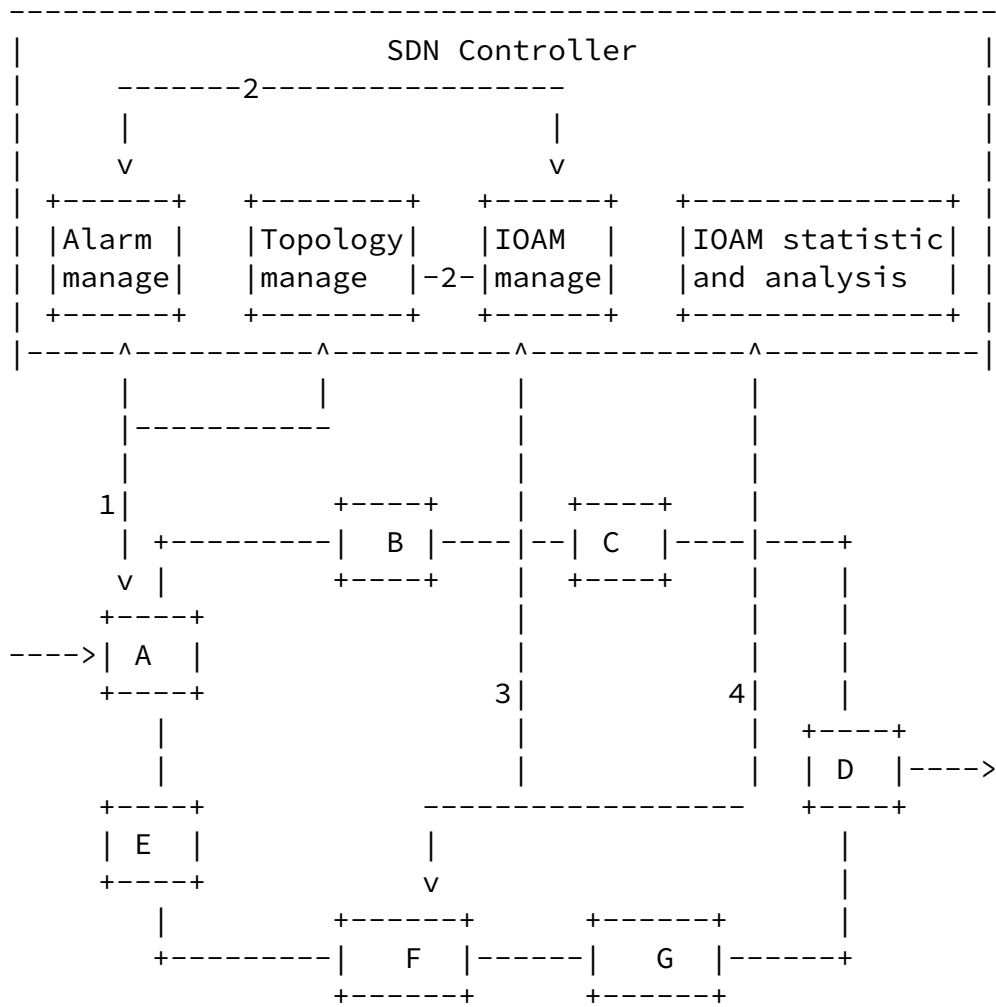 SDN Controller
2
Alarm manage
Topology manage
2
IOAM manage
IOAM statistic and analysis
1
B
C
A
3
4
D
E
F
G